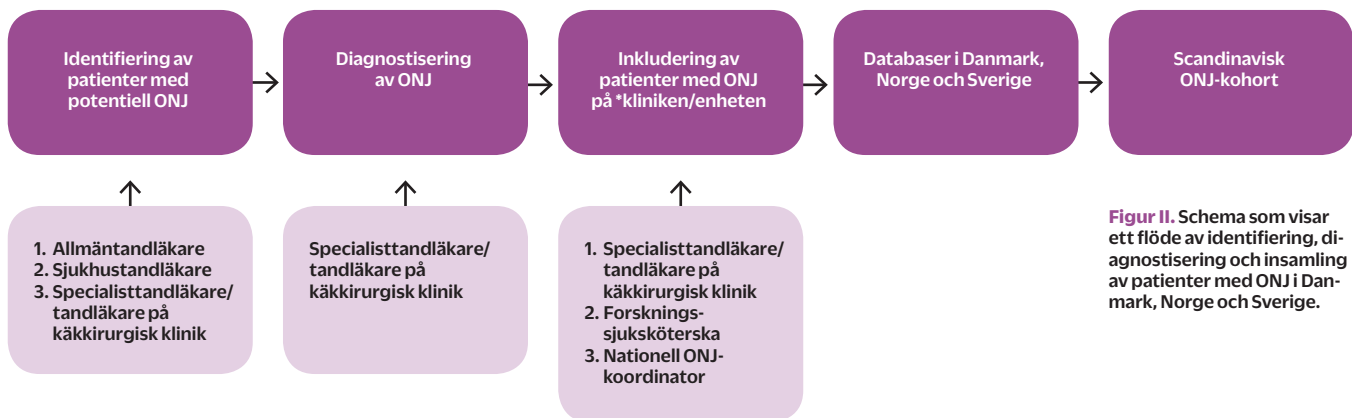 Identifiering av
patienter med
potentiell ONJ
Diagnostisering
av ONJ
Inkludering av
patienter med ONJ
på *kliniken/enheten
Databaser i Danmark,
Norge och Sverige
Scandinavisk
ONJ-kohort
1. Allmäntandläkare
2. Sjukhustandläkare
3. Specialisttandläkare/
tandläkare på
käkkirurgisk klinik
Specialisttandläkare/
tandläkare på
käkkirurgisk klinik
1. Specialisttandläkare/
tandläkare på
käkkirurgisk klinik
2. Forsknings-
sjuksköterska
3. Nationell ONJ-
koordinator
Figur II. Schema som visar
ett flöde av identifiering, di-
agnostisering och insamling
av patienter med ONJ i Dan-
mark, Norge och Sverige.